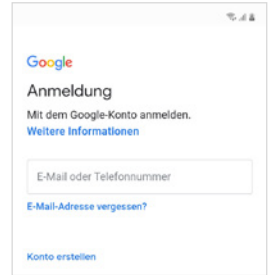 Google
Anmeldung
Mit dem Google-Konto anmelden.
Weitere Informationen
E-Mail oder Telefonnummer
E-Mail-Adresse vergessen?
Konto erstellen